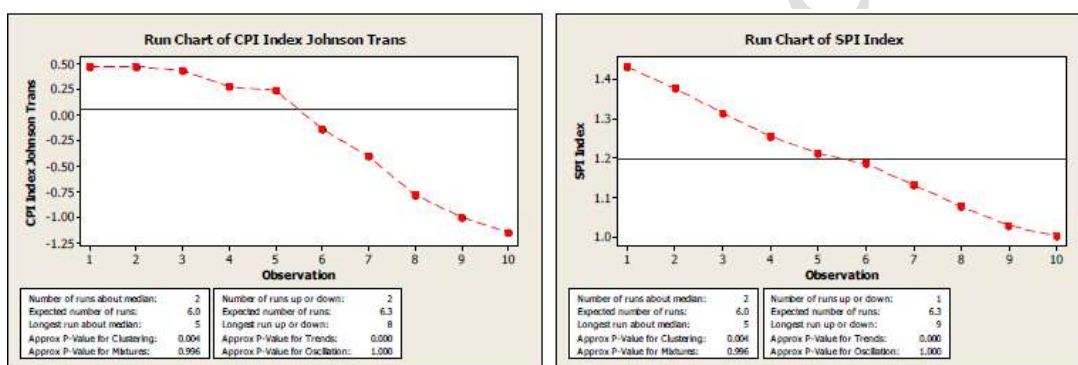 Run Chart of CPI Index Johnson Trans
CPI Index Johnson Trans
0.50
0.25
0.00
-0.25
-0.50
-0.75
-1.00
-1.25
1 2 3 4 5 6 7 8 9 10
Observation
Number of runs about median: 2
Expected number of runs: 6.0
Longest run about median: 5
Approx P-Value for Clustering: 0.004
Approx P-Value for Mixtures: 0.996
Number of runs up or down: 2
Expected number of runs: 6.3
Longest run up or down: 8
Approx P-Value for Trends: 0.000
Approx P-Value for Oscillation: 1.000
Run Chart of SPI Index
SPI Index
1.4
1.3
1.2
1.1
1.0
1 2 3 4 5 6 7 8 9 10
Observation
Number of runs about median: 2
Expected number of runs: 6.0
Longest run about median: 5
Approx P-Value for Clustering: 0.004
Approx P-Value for Mixtures: 0.996
Number of runs up or down: 1
Expected number of runs: 6.3
Longest run up or down: 9
Approx P-Value for Trends: 0.000
Approx P-Value for Oscillation: 1.000